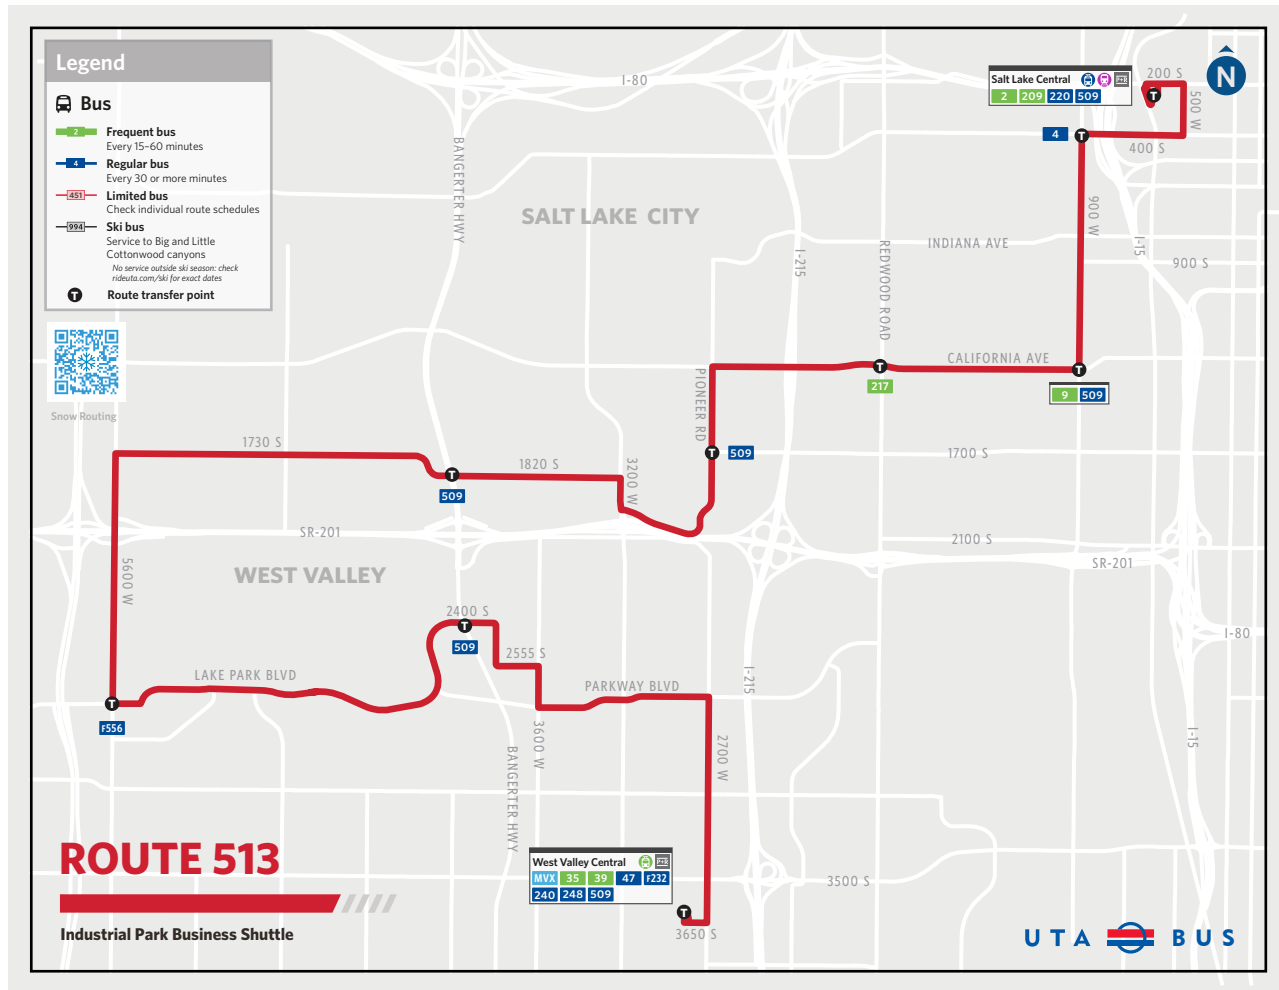 Legend
Bus
2
Frequent bus
Every 15-60 minutes
4
Regular bus
Every 30 or more minutes
451
Limited bus
Check individual route schedules
994
Ski bus
Service to Big and Little
Cottonwood canyons
No service outside ski season: check
rideuta.com/ski for exact dates
T
Route transfer point
Snow Routing
I-80
BANGERTER HWY
SALT LAKE CITY
Salt Lake Central
P+R
2 209 220 509
T
200 S
500 W
N
4
T
400 S
900 W
I-15
INDIANA AVE
900 S
I-215
REDWOOD ROAD
CALIFORNIA AVE
T
217
T
9 509
PIONEER RD
T
509
1700 S
1730 S
T
509
1820 S
3200 W
SR-201
2100 S
SR-201
5600 W
WEST VALLEY
2400 S
T
509
2555 S
I-80
LAKE PARK BLVD
PARKWAY BLVD
I-215
T
F556
3600 W
2700 W
I-15
BANGERTER HWY
West Valley Central
P+R
MVX 35 39 47 F232
240 248 509
T
3500 S
3650 S
ROUTE 513
Industrial Park Business Shuttle
UTA BUS